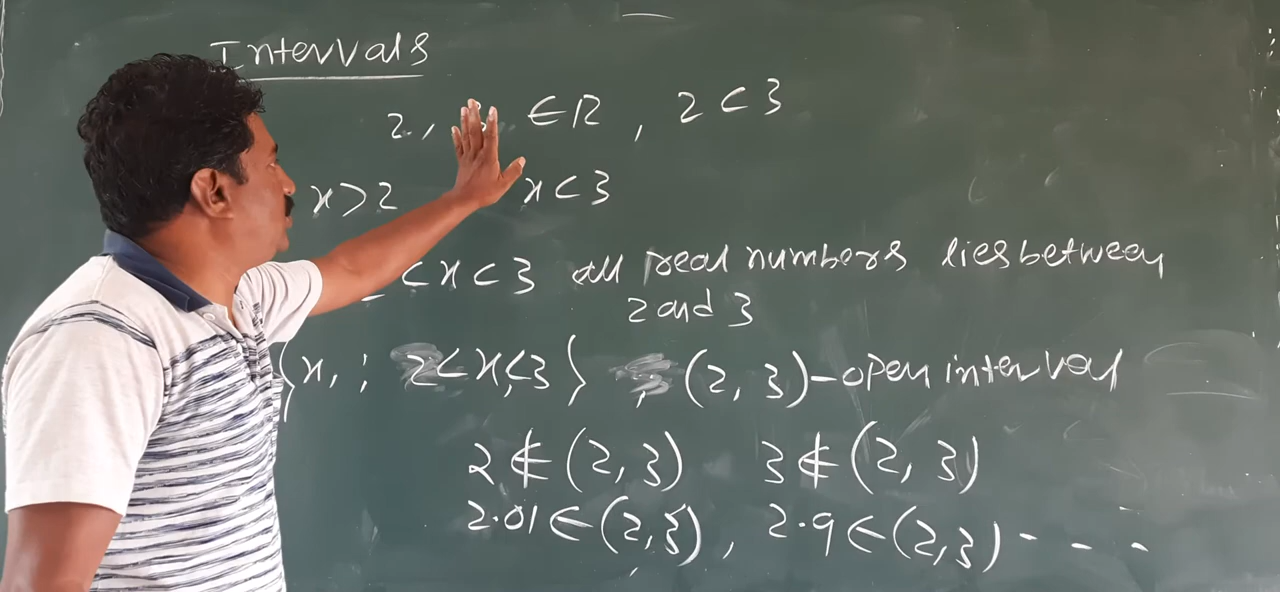 Intervals
2, 3 ∈ R, 2 < 3
x > 2 x < 3
< x < 3 all real numbers lies between
2 and 3
{x, : 2 < x < 3} , (2, 3) - open interval
2 ∉ (2, 3) 3 ∉ (2, 3)
2.01 ∈ (2, 3), 2.9 ∈ (2, 3) - - - -